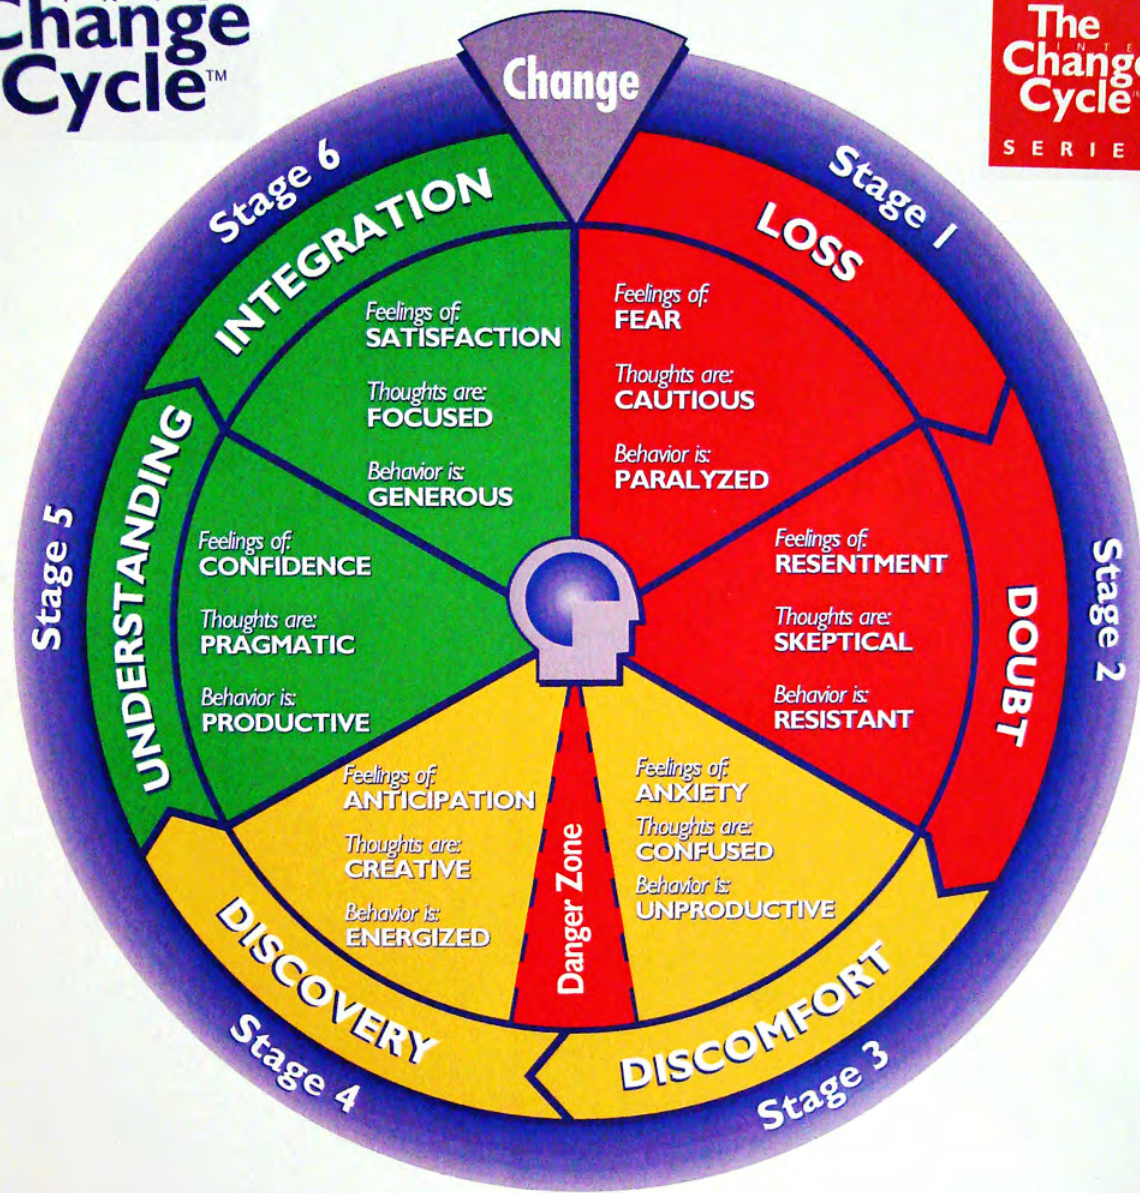 Change
Cycle™
The
INTE
Change
Cycle
SERIE
Change
Stage 1
LOSS
Feelings of:
FEAR
Thoughts are:
CAUTIOUS
Behavior is:
PARALYZED
Stage 2
DOUBT
Feelings of:
RESENTMENT
Thoughts are:
SKEPTICAL
Behavior is:
RESISTANT
Stage 3
DISCOMFORT
Feelings of:
ANXIETY
Thoughts are:
CONFUSED
Behavior is:
UNPRODUCTIVE
Danger Zone
Stage 4
DISCOVERY
Feelings of:
ANTICIPATION
Thoughts are:
CREATIVE
Behavior is:
ENERGIZED
Stage 5
UNDERSTANDING
Feelings of:
CONFIDENCE
Thoughts are:
PRAGMATIC
Behavior is:
PRODUCTIVE
Stage 6
INTEGRATION
Feelings of:
SATISFACTION
Thoughts are:
FOCUSED
Behavior is:
GENEROUS